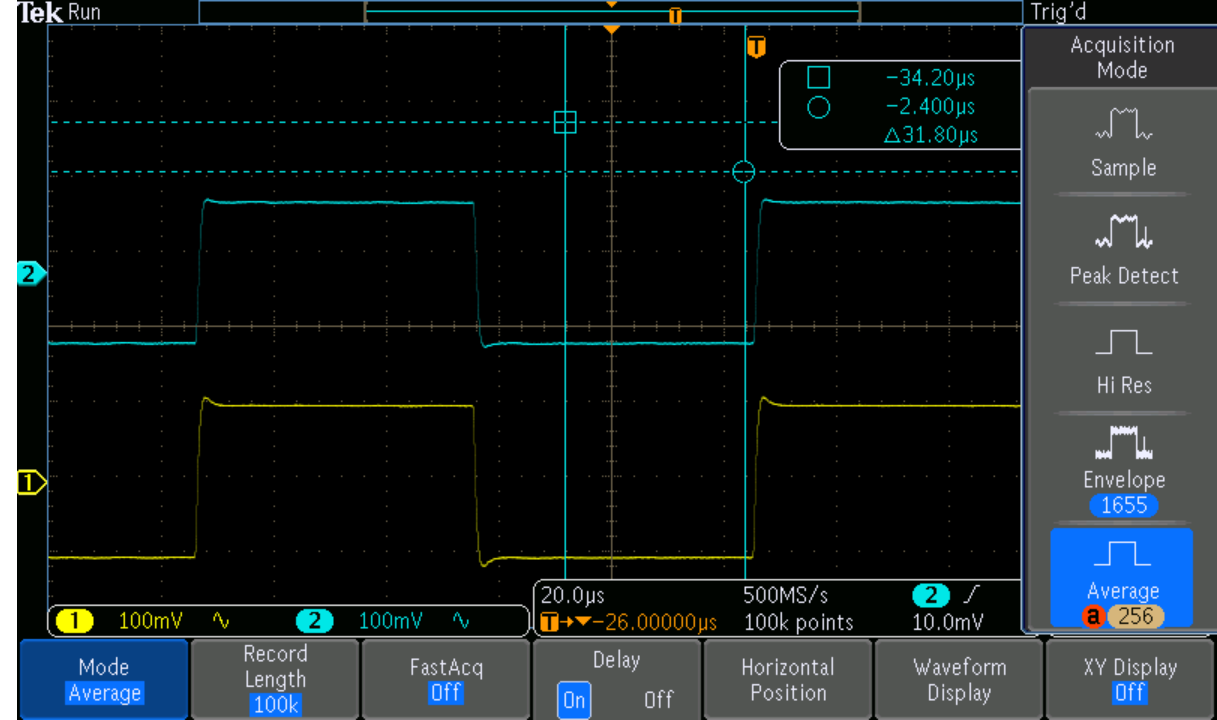 Tek Run
Trig'd
T
T
−34.20µs
−2.400µs
Δ31.80µs
2
1
1 100mV 2 100mV
20.0µs 500MS/s 2
T→▼−26.00000µs 100k points 10.0mV
Acquisition
Mode
Sample
Peak Detect
Hi Res
Envelope
1655
Average
a 256
Mode
Average
Record
Length
100k
FastAcq
Off
Delay
On Off
Horizontal
Position
Waveform
Display
XY Display
Off